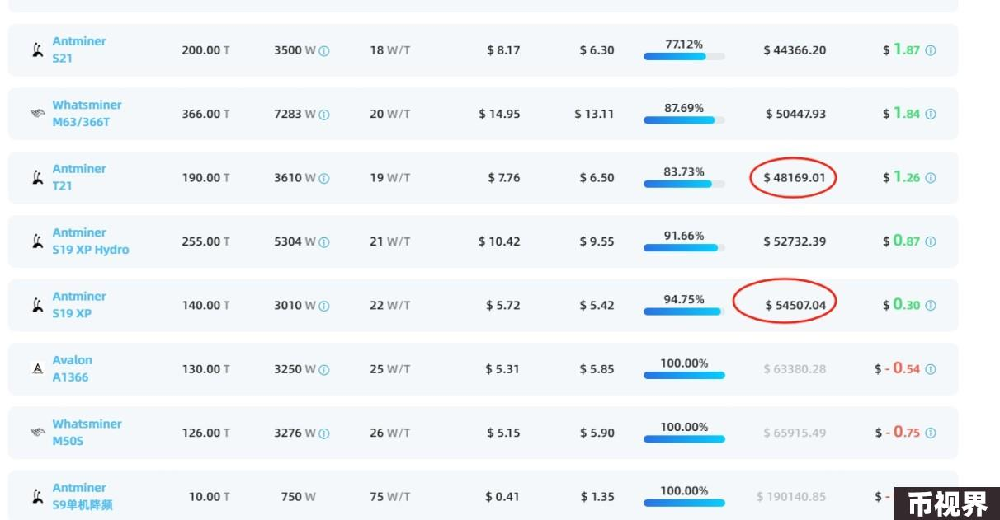 Antminer
S21
200.00 T
3500 W
18 W/T
$ 8.17
$ 6.30
77.12%
$ 44366.20
$ 1.87
Whatsminer
M63/366T
366.00 T
7283 W
20 W/T
$ 14.95
$ 13.11
87.69%
$ 50447.93
$ 1.84
Antminer
T21
190.00 T
3610 W
19 W/T
$ 7.76
$ 6.50
83.73%
$ 48169.01
$ 1.26
Antminer
S19 XP Hydro
255.00 T
5304 W
21 W/T
$ 10.42
$ 9.55
91.66%
$ 52732.39
$ 0.87
Antminer
S19 XP
140.00 T
3010 W
22 W/T
$ 5.72
$ 5.42
94.75%
$ 54507.04
$ 0.30
Avalon
A1366
130.00 T
3250 W
25 W/T
$ 5.31
$ 5.85
100.00%
$ 63380.28
$ - 0.54
Whatsminer
M50S
126.00 T
3276 W
26 W/T
$ 5.15
$ 5.90
100.00%
$ 65915.49
$ - 0.75
Antminer
S9单机降频
10.00 T
750 W
75 W/T
$ 0.41
$ 1.35
100.00%
$ 190140.85
$ -
币视界